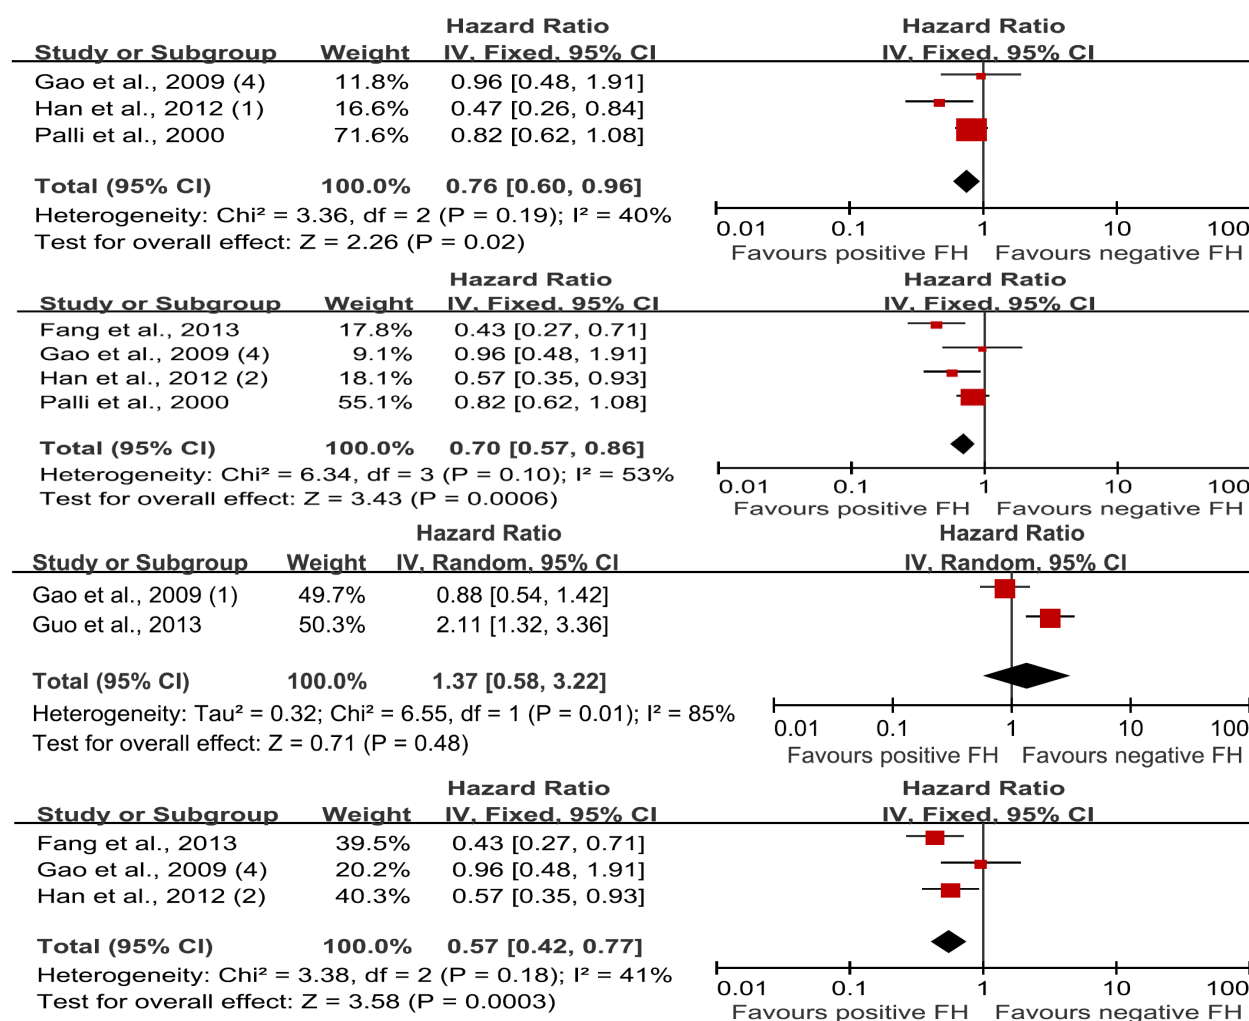 Hazard Ratio Hazard Ratio
Study or Subgroup Weight IV, Fixed, 95% CI IV, Fixed, 95% CI
Gao et al., 2009 (4) 11.8% 0.96 [0.48, 1.91]
Han et al., 2012 (1) 16.6% 0.47 [0.26, 0.84]
Palli et al., 2000 71.6% 0.82 [0.62, 1.08]
Total (95% CI) 100.0% 0.76 [0.60, 0.96]
Heterogeneity: Chi² = 3.36, df = 2 (P = 0.19); I² = 40%
Test for overall effect: Z = 2.26 (P = 0.02)
0.01 0.1 1 10 100
Favours positive FH Favours negative FH
Hazard Ratio Hazard Ratio
Study or Subgroup Weight IV, Fixed, 95% CI IV, Fixed, 95% CI
Fang et al., 2013 17.8% 0.43 [0.27, 0.71]
Gao et al., 2009 (4) 9.1% 0.96 [0.48, 1.91]
Han et al., 2012 (2) 18.1% 0.57 [0.35, 0.93]
Palli et al., 2000 55.1% 0.82 [0.62, 1.08]
Total (95% CI) 100.0% 0.70 [0.57, 0.86]
Heterogeneity: Chi² = 6.34, df = 3 (P = 0.10); I² = 53%
Test for overall effect: Z = 3.43 (P = 0.0006)
0.01 0.1 1 10 100
Favours positive FH Favours negative FH
Hazard Ratio Hazard Ratio
Study or Subgroup Weight IV, Random, 95% CI IV, Random, 95% CI
Gao et al., 2009 (1) 49.7% 0.88 [0.54, 1.42]
Guo et al., 2013 50.3% 2.11 [1.32, 3.36]
Total (95% CI) 100.0% 1.37 [0.58, 3.22]
Heterogeneity: Tau² = 0.32; Chi² = 6.55, df = 1 (P = 0.01); I² = 85%
Test for overall effect: Z = 0.71 (P = 0.48)
0.01 0.1 1 10 100
Favours positive FH Favours negative FH
Hazard Ratio Hazard Ratio
Study or Subgroup Weight IV, Fixed, 95% CI IV, Fixed, 95% CI
Fang et al., 2013 39.5% 0.43 [0.27, 0.71]
Gao et al., 2009 (4) 20.2% 0.96 [0.48, 1.91]
Han et al., 2012 (2) 40.3% 0.57 [0.35, 0.93]
Total (95% CI) 100.0% 0.57 [0.42, 0.77]
Heterogeneity: Chi² = 3.38, df = 2 (P = 0.18); I² = 41%
Test for overall effect: Z = 3.58 (P = 0.0003)
0.01 0.1 1 10 100
Favours positive FH Favours negative FH